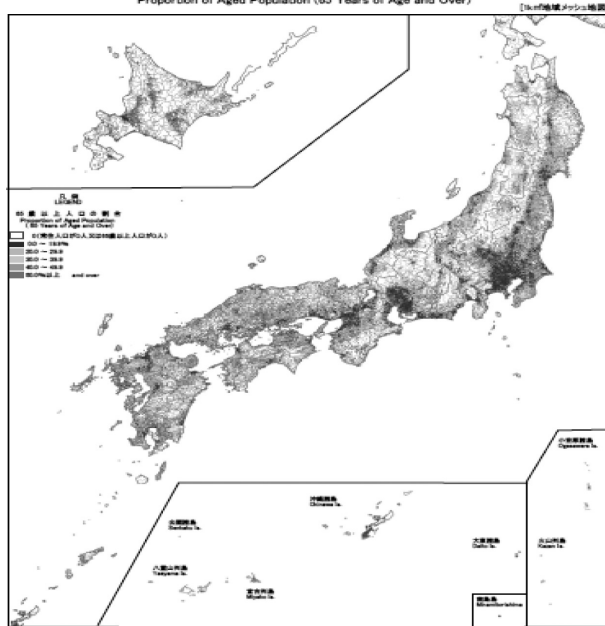 Proportion of Aged Population (65 Years of Age and Over)
凡例
LEGEND
65歳以上人口の割合
Proportion of Aged Population
(65 Years of Age and Over)
50.0%以上 and over
小笠原諸島
Ogasawara Is.
沖縄諸島
Okinawa Is.
尖閣諸島
Senkaku Is.
大東諸島
Daito Is.
火山列島
Kazan Is.
八重山列島
Yaeyama Is.
宮古列島
Miyako Is.
南鳥島
Minamitorishima